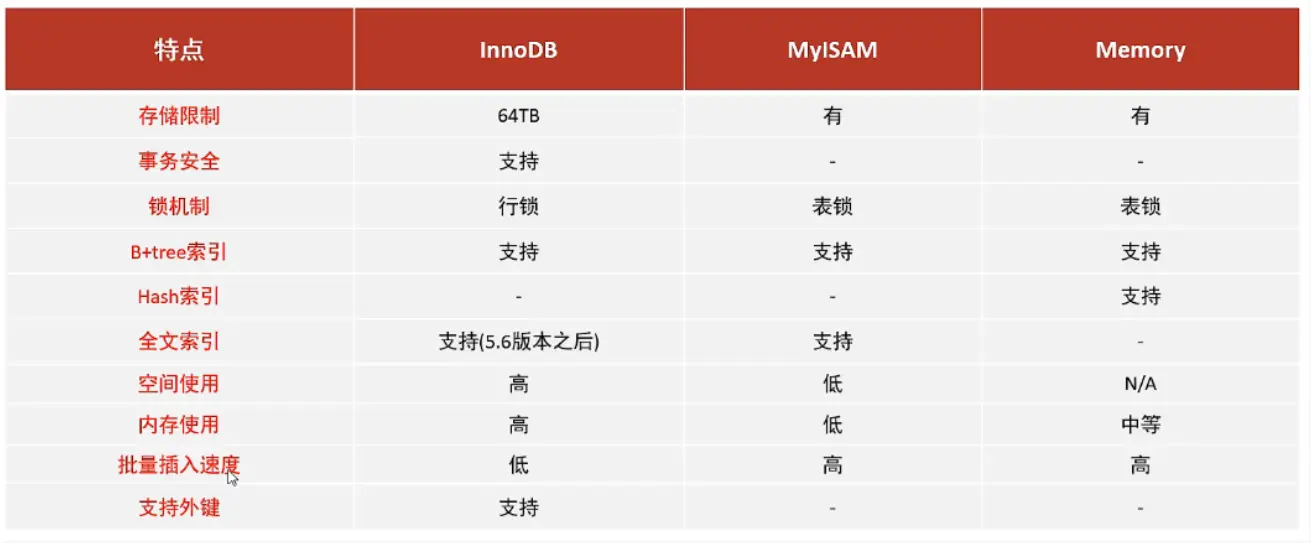 特点 InnoDB MyISAM Memory
存储限制 64TB 有 有
事务安全 支持 - -
锁机制 行锁 表锁 表锁
B+tree索引 支持 支持 支持
Hash索引 - - 支持
全文索引 支持(5.6版本之后) 支持 -
空间使用 高 低 N/A
内存使用 高 低 中等
批量插入速度 低 高 高
支持外键 支持 - -